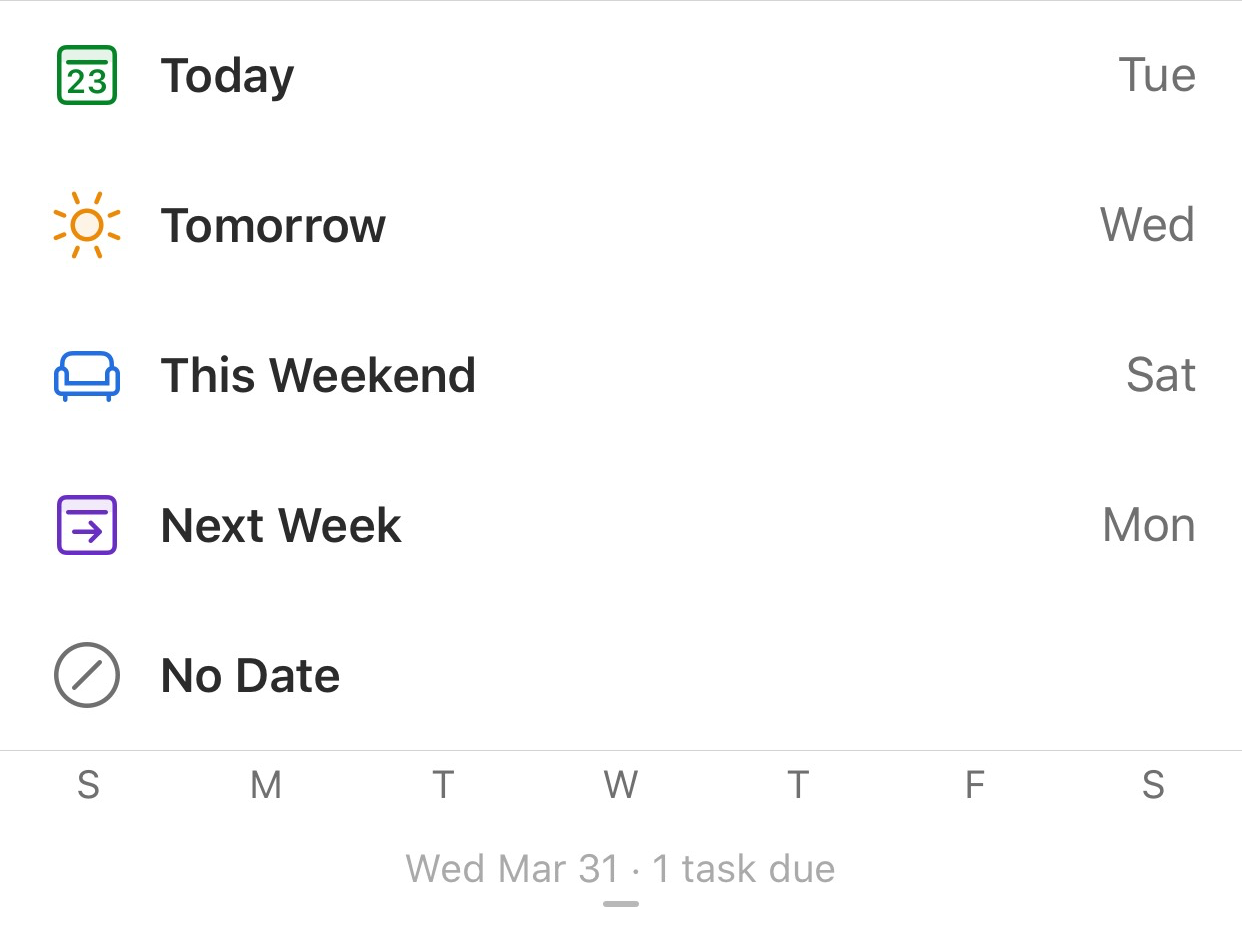 23 Today Tue
Tomorrow Wed
This Weekend Sat
Next Week Mon
No Date
S M T W T F S
Wed Mar 31 · 1 task due